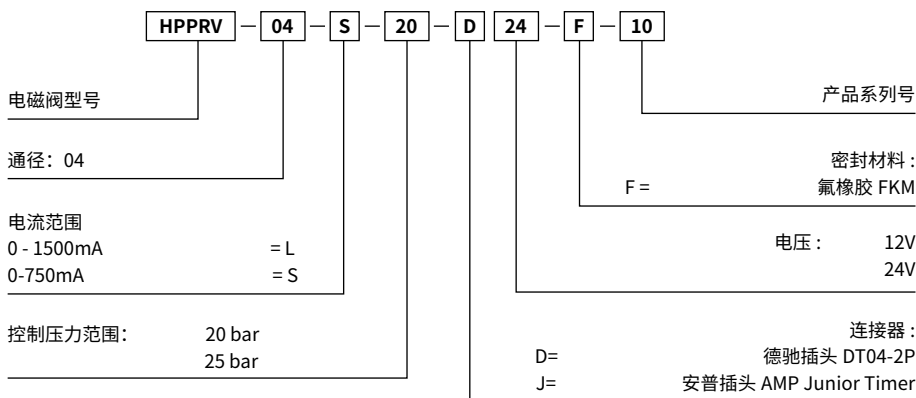 HPPRV — 04 — S — 20 — D 24 — F — 10
电磁阀型号
产品系列号
通径：04
密封材料 :
F = 氟橡胶 FKM
电流范围
0 - 1500mA = L
0-750mA = S
电压 : 12V
24V
控制压力范围： 20 bar
25 bar
连接器 :
D= 德驰插头 DT04-2P
J= 安普插头 AMP Junior Timer